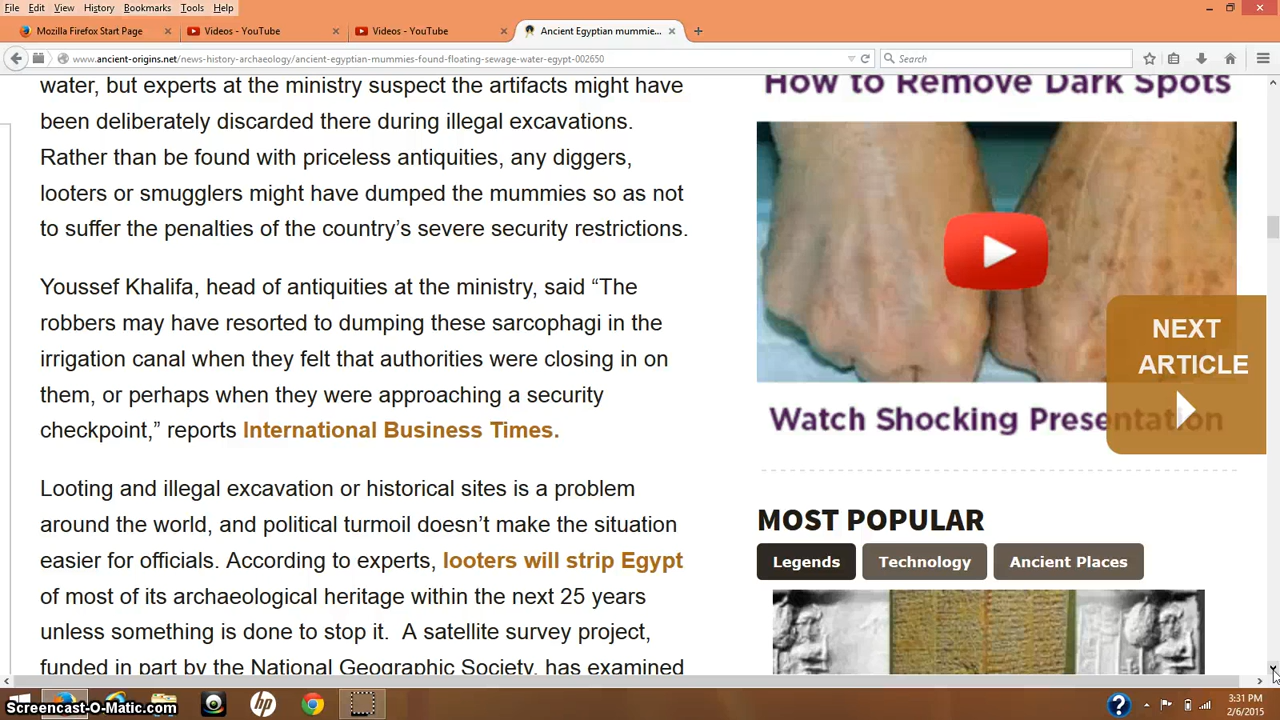 File Edit View History Bookmarks Tools Help
Mozilla Firefox Start Page
Videos - YouTube
Videos - YouTube
Ancient Egyptian mummie...
www.ancient-origins.net/news-history-archaeology/ancient-egyptian-mummies-found-floating-sewage-water-egypt-002650
Search
water, but experts at the ministry suspect the artifacts might have
been deliberately discarded there during illegal excavations.
Rather than be found with priceless antiquities, any diggers,
looters or smugglers might have dumped the mummies so as not
to suffer the penalties of the country’s severe security restrictions.
Youssef Khalifa, head of antiquities at the ministry, said “The
robbers may have resorted to dumping these sarcophagi in the
irrigation canal when they felt that authorities were closing in on
them, or perhaps when they were approaching a security
checkpoint,” reports International Business Times.
Looting and illegal excavation or historical sites is a problem
around the world, and political turmoil doesn’t make the situation
easier for officials. According to experts, looters will strip Egypt
of most of its archaeological heritage within the next 25 years
unless something is done to stop it. A satellite survey project,
funded in part by the National Geographic Society, has examined
How to Remove Dark Spots
NEXT
ARTICLE
Watch Shocking Presentation
MOST POPULAR
Legends
Technology
Ancient Places
Screencast-O-Matic.com
hp
?
3:31 PM
2/6/2015